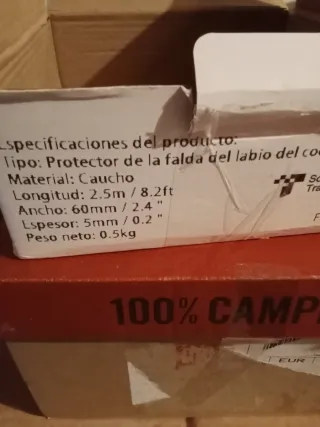 Especificaciones del producto:
Tipo: Protector de la falda del labio del
Material: Caucho
Longitud: 2.5m / 8.2ft
Ancho: 60mm / 2.4 "
Espesor: 5mm / 0.2 "
Peso neto: 0.5kg
100%
EUR